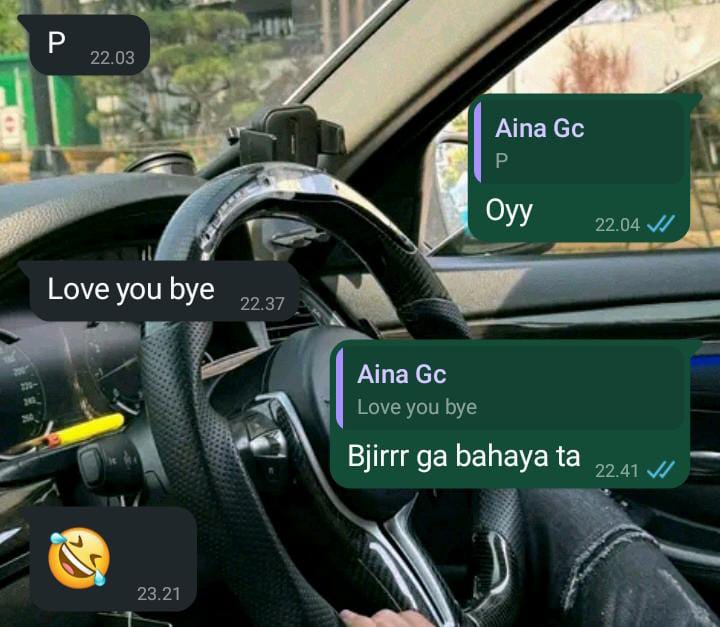 P
22.03
Aina Gc
P
Oyy
22.04
Love you bye
22.37
Aina Gc
Love you bye
Bjirrr ga bahaya ta
22.41
🤣
23.21